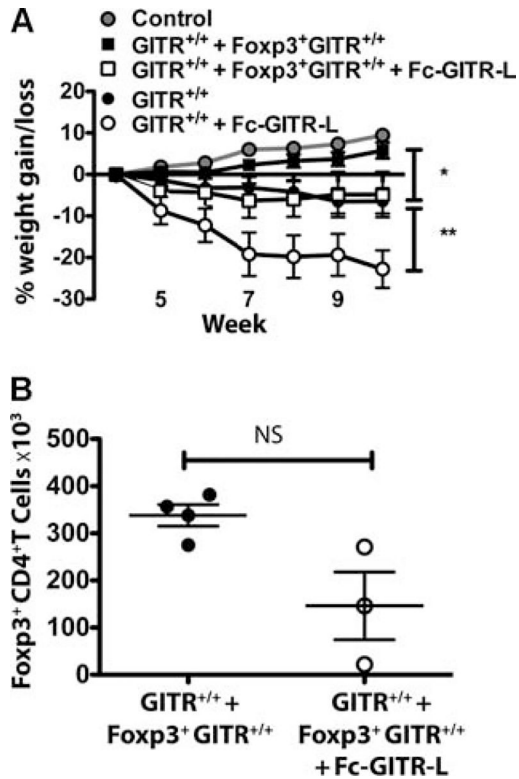 A
Control
GITR+/+ + Foxp3+GITR+/+
GITR+/+ + Foxp3+GITR+/+ + Fc-GITR-L
GITR+/+
GITR+/+ + Fc-GITR-L
% weight gain/loss
20
10
0
-10
-20
-30
*
**
5 7 9
Week
B
Foxp3+ CD4+T Cells x10³
500
400
300
200
100
0
NS
GITR+/+ +
Foxp3+ GITR+/+
GITR+/+ +
Foxp3+ GITR+/+
+ Fc-GITR-L